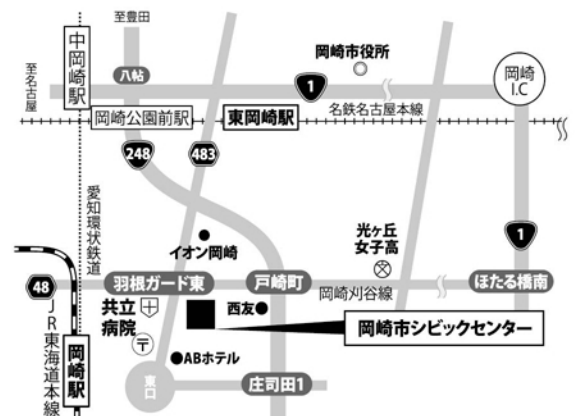 至豊田
中岡崎駅
至名古屋
八帖
岡崎市役所
1
岡崎
I.C
名鉄名古屋本線
岡崎公園前駅
東岡崎駅
248
483
愛知環状鉄道
イオン岡崎
光ヶ丘
女子高
1
48
羽根ガード東
戸崎町
岡崎刈谷線
ほたる橋南
共立
病院
西友
岡崎市シビックセンター
JR東海道本線
岡崎駅
〒
ABホテル
東口
庄司田1